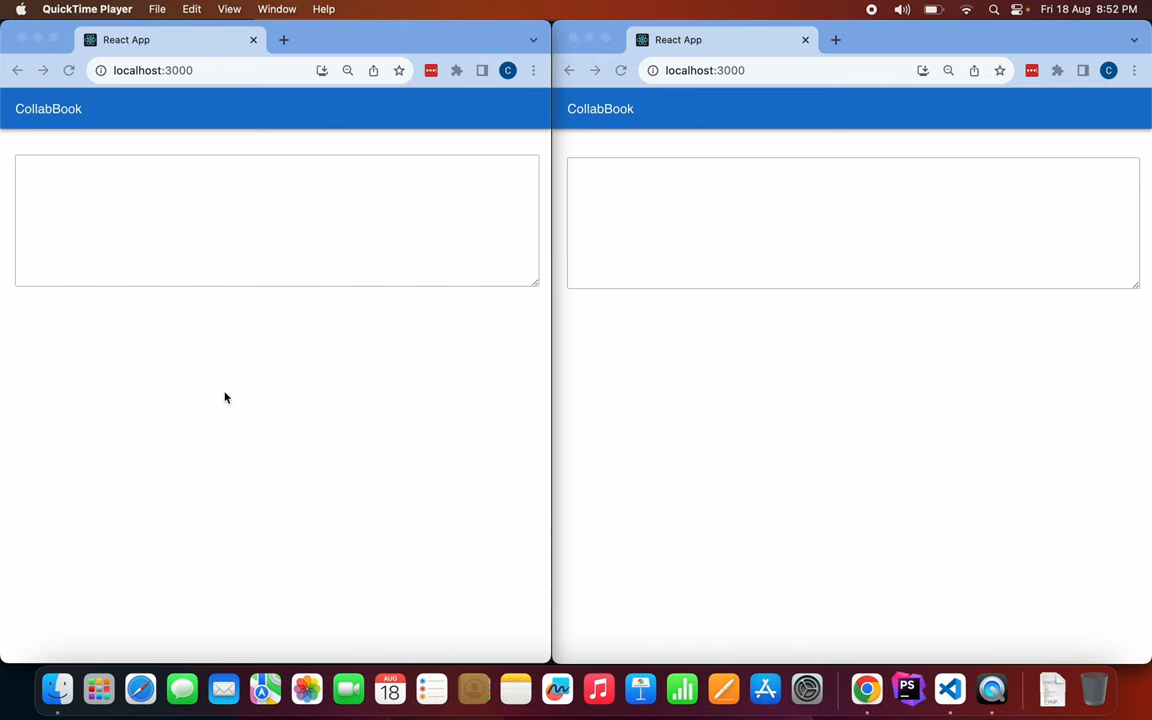 QuickTime Player File Edit View Window Help Fri 18 Aug 8:52 PM
React App
localhost:3000
C
CollabBook
React App
localhost:3000
C
CollabBook
AUG
18
PS
PHP